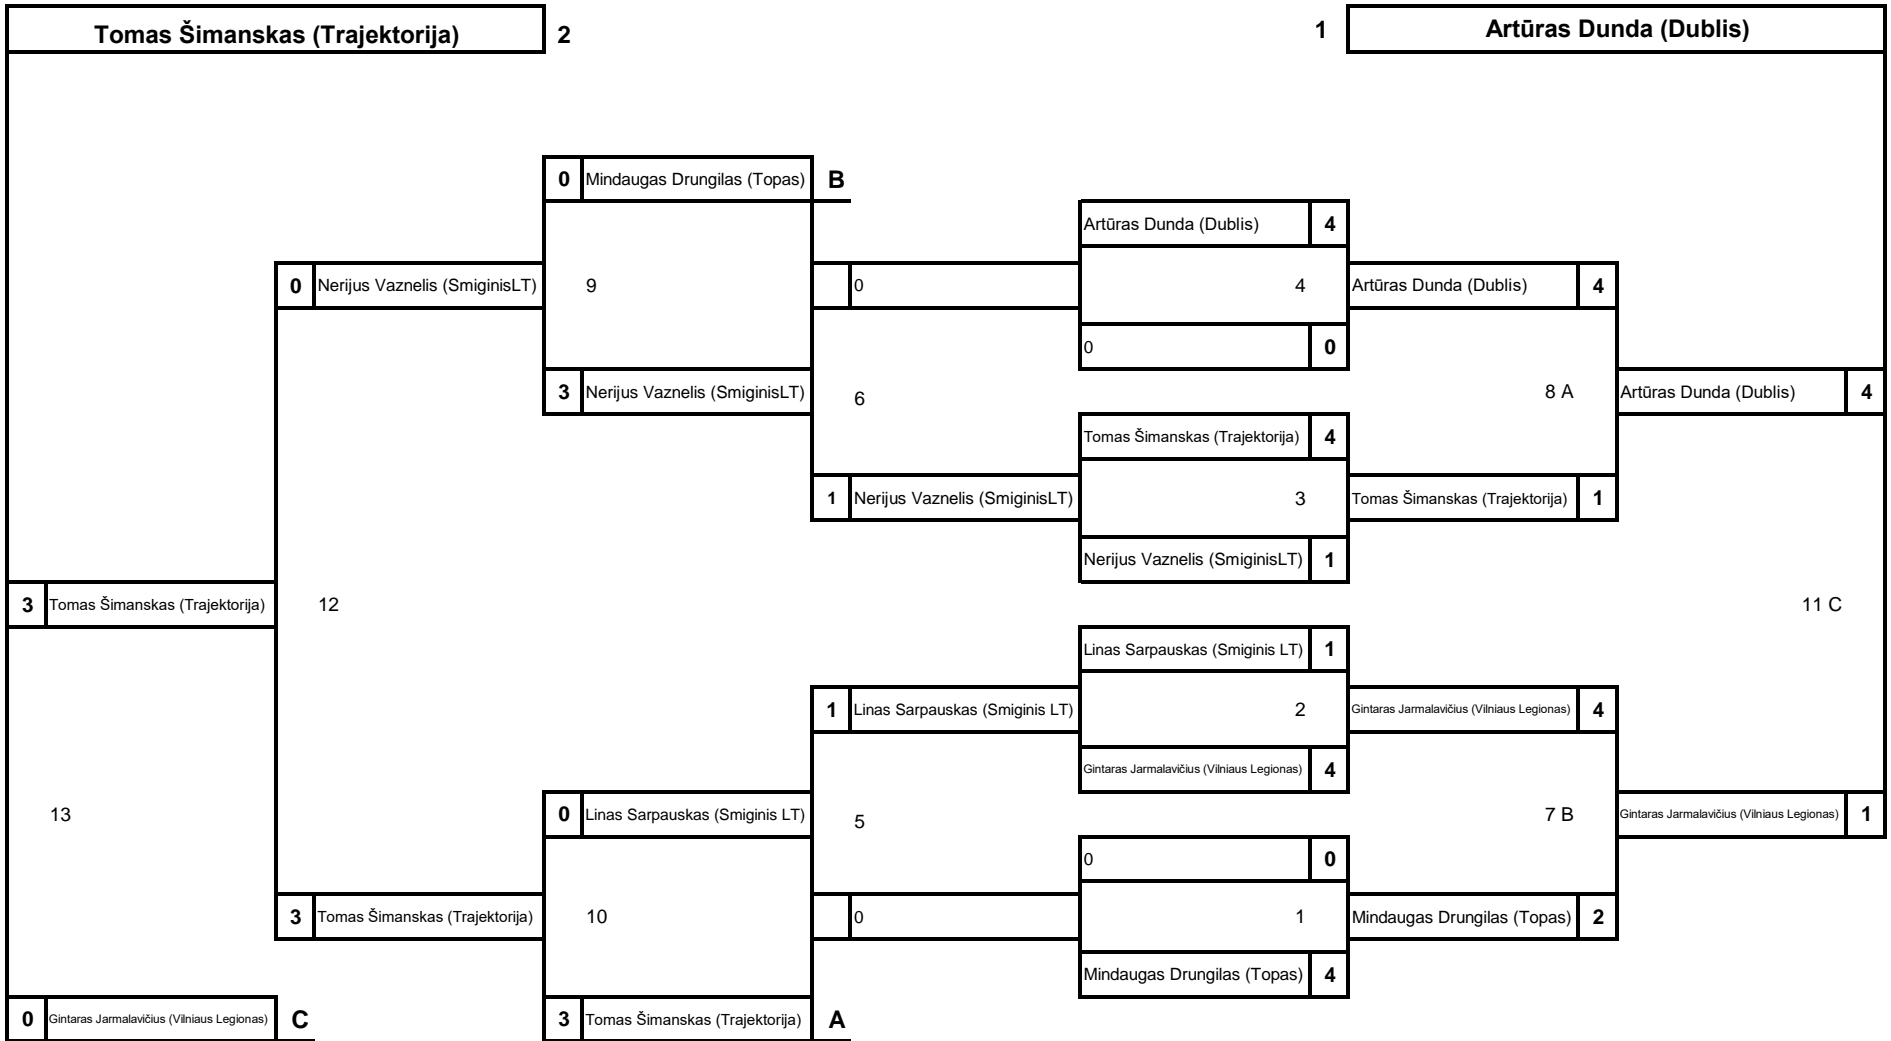 Tomas Šimanskas (Trajektorija) 2 1 Artūras Dunda (Dublis)
0 Mindaugas Drungilas (Topas) B
Artūras Dunda (Dublis) 4
0 Nerijus Vaznelis (SmiginisLT) 9 0 4 Artūras Dunda (Dublis) 4
0 0
3 Nerijus Vaznelis (SmiginisLT) 6 8 A Artūras Dunda (Dublis) 4
Tomas Šimanskas (Trajektorija) 4
1 Nerijus Vaznelis (SmiginisLT) 3 Tomas Šimanskas (Trajektorija) 1
Nerijus Vaznelis (SmiginisLT) 1
3 Tomas Šimanskas (Trajektorija) 12 11 C
Linas Sarpauskas (Smiginis LT) 1
1 Linas Sarpauskas (Smiginis LT) 2 Gintaras Jarmalavičius (Vilniaus Legionas) 4
Gintaras Jarmalavičius (Vilniaus Legionas) 4
13 0 Linas Sarpauskas (Smiginis LT) 5 7 B Gintaras Jarmalavičius (Vilniaus Legionas) 1
0 0
3 Tomas Šimanskas (Trajektorija) 10 0 1 Mindaugas Drungilas (Topas) 2
Mindaugas Drungilas (Topas) 4
0 Gintaras Jarmalavičius (Vilniaus Legionas) C 3 Tomas Šimanskas (Trajektorija) A